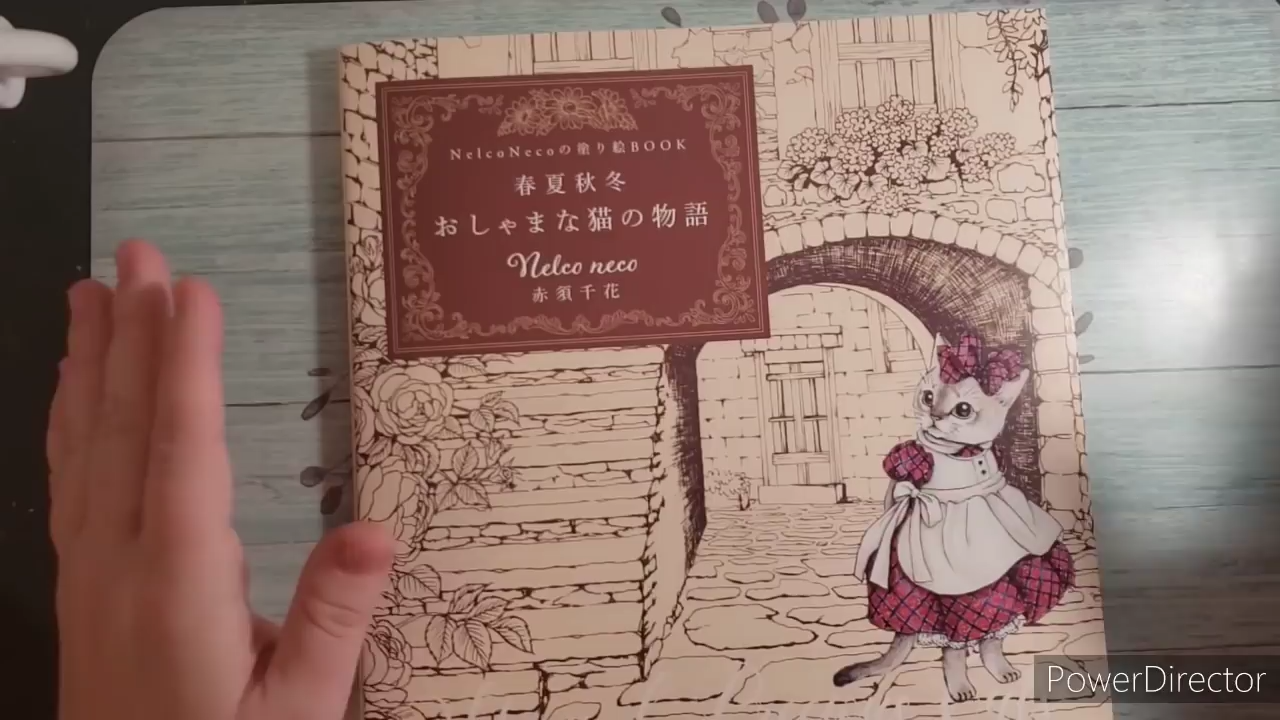 NelcoNecoの塗り絵BOOK
春夏秋冬
おしゃまな猫の物語
Nelco neco
赤須千花
PowerDirector